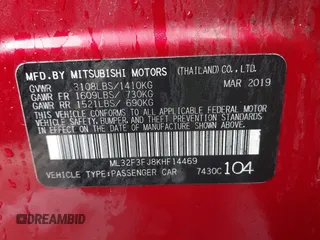 MFD.BY MITSUBISHI MOTORS (THAILAND) CO.,LTD.
GVWR 3108LBS/1410KG MAR 2019
GAWR FR 1609LBS/ 730KG
GAWR RR 1521LBS/ 690KG
THIS VEHICLE CONFORMS TO ALL APPLICABLE FEDERAL MOTOR
VEHICLE SAFETY, BUMPER, AND THEFT PREVENTION STANDARDS
IN EFFECT ON THE DATE OF MANUFACTURE SHOWN ABOVE.
ML32F3FJ8KHF14469
VEHICLE TYPE:PASSENGER CAR 7430C 104
DREAMBID